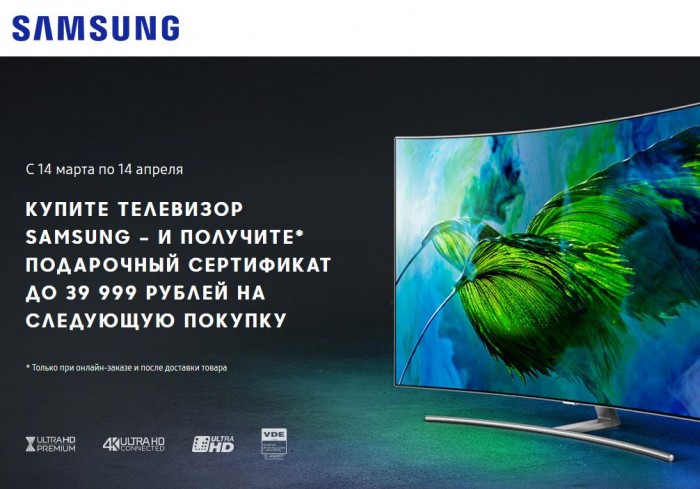 SAMSUNG
С 14 марта по 14 апреля
КУПИТЕ ТЕЛЕВИЗОР
SAMSUNG – И ПОЛУЧИТЕ*
ПОДАРОЧНЫЙ СЕРТИФИКАТ
ДО 39 999 РУБЛЕЙ НА
СЛЕДУЮЩУЮ ПОКУПКУ
* Только при онлайн-заказе и после доставки товара
ULTRA HD
PREMIUM
4K ULTRA HD
CONNECTED
ULTRA
HD
VDE